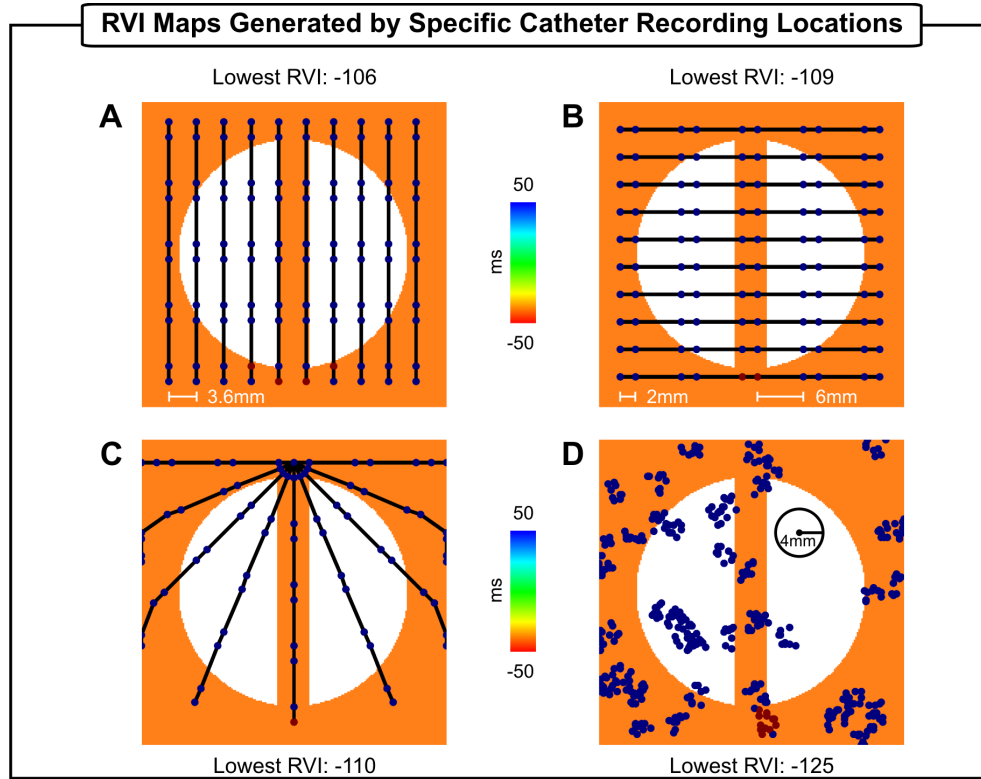 RVI Maps Generated by Specific Catheter Recording Locations
Lowest RVI: -106
Lowest RVI: -109
A
B
50
ms
-50
3.6mm
2mm
6mm
C
D
50
ms
-50
4mm
Lowest RVI: -110
Lowest RVI: -125